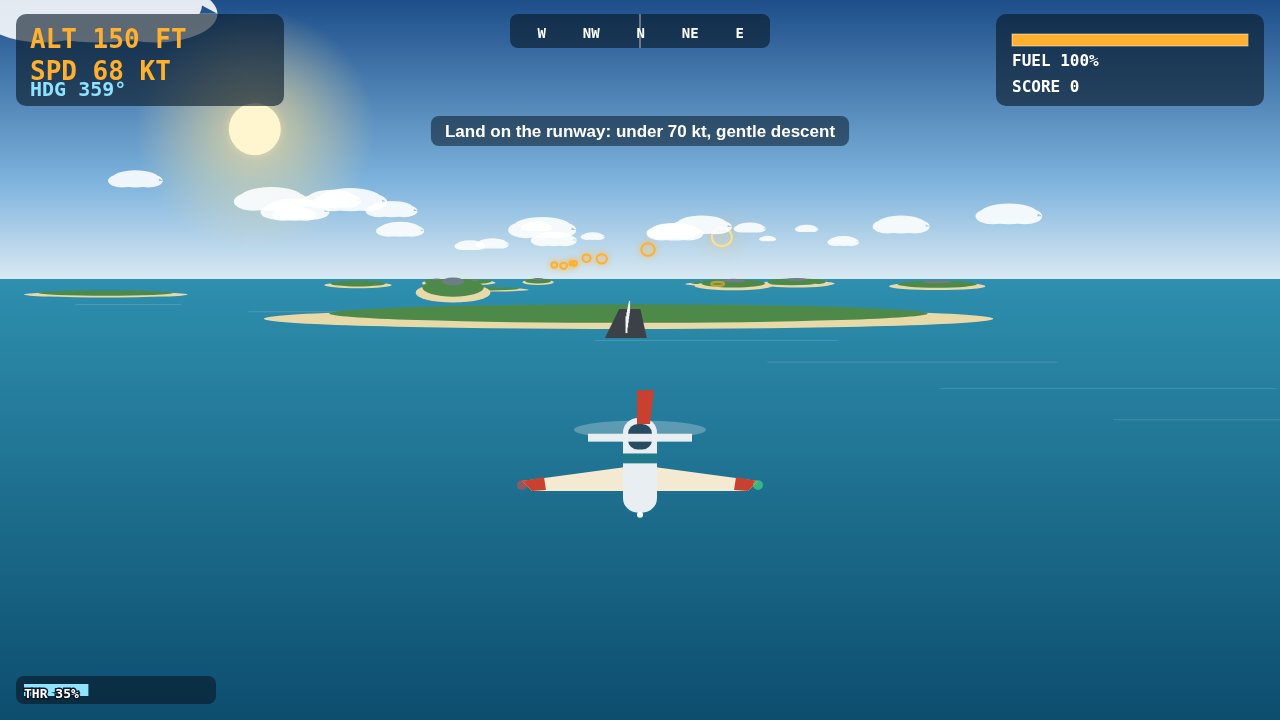 ALT 150 FT
SPD 68 KT
HDG 359°
W NW N NE E
FUEL 100%
SCORE 0
Land on the runway: under 70 kt, gentle descent
THR 35%